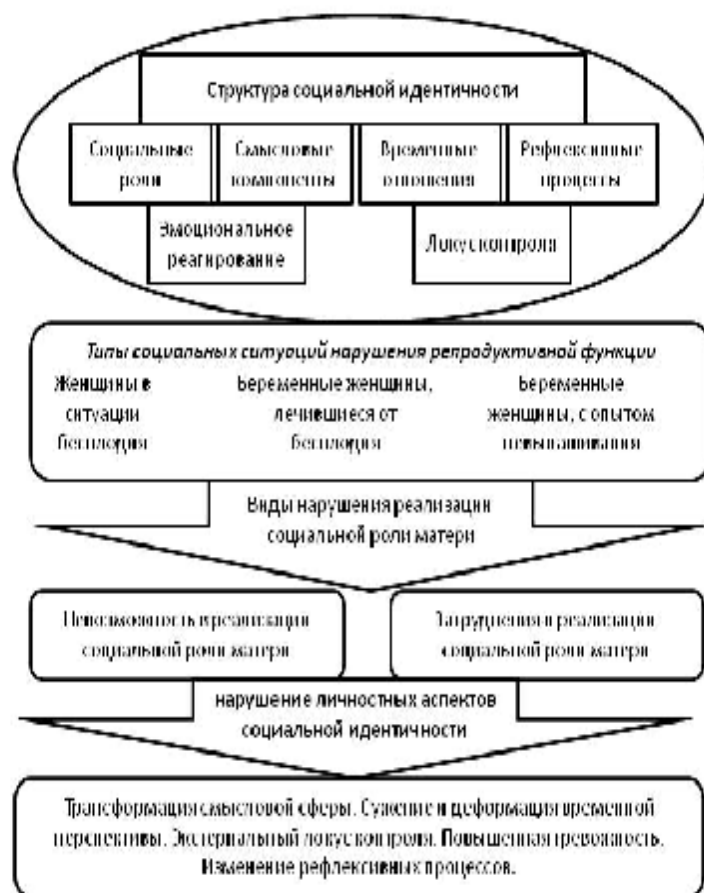 Структура социальной идентичности
Социальные роли
Смысловые компоненты
Временные отношения
Рефлексивные процессы
Эмоциональное реагирование
Локус контроля
Типы социальных ситуаций нарушения репродуктивной функции
Женщины в ситуации бесплодия
Беременные женщины, лечившиеся от бесплодия
Беременные женщины, с опытом невынашивания
Виды нарушения реализации
социальной роли матери
Невозможность в реализации
социальной роли матери
Затруднения в реализации
социальной роли матери
нарушение личностных аспектов
социальной идентичности
Трансформация смысловой сферы. Сужение и деформация временной
перспективы. Экстернальный локус контроля. Повышенная тревожность.
Изменение рефлексивных процессов.